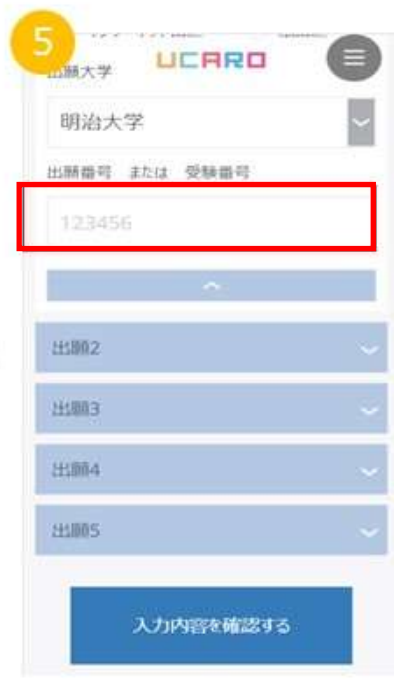 5
UCARO
出願大学
明治大学
出願番号 または 受験番号
123456
出願2
出願3
出願4
出願5
入力内容を確認する